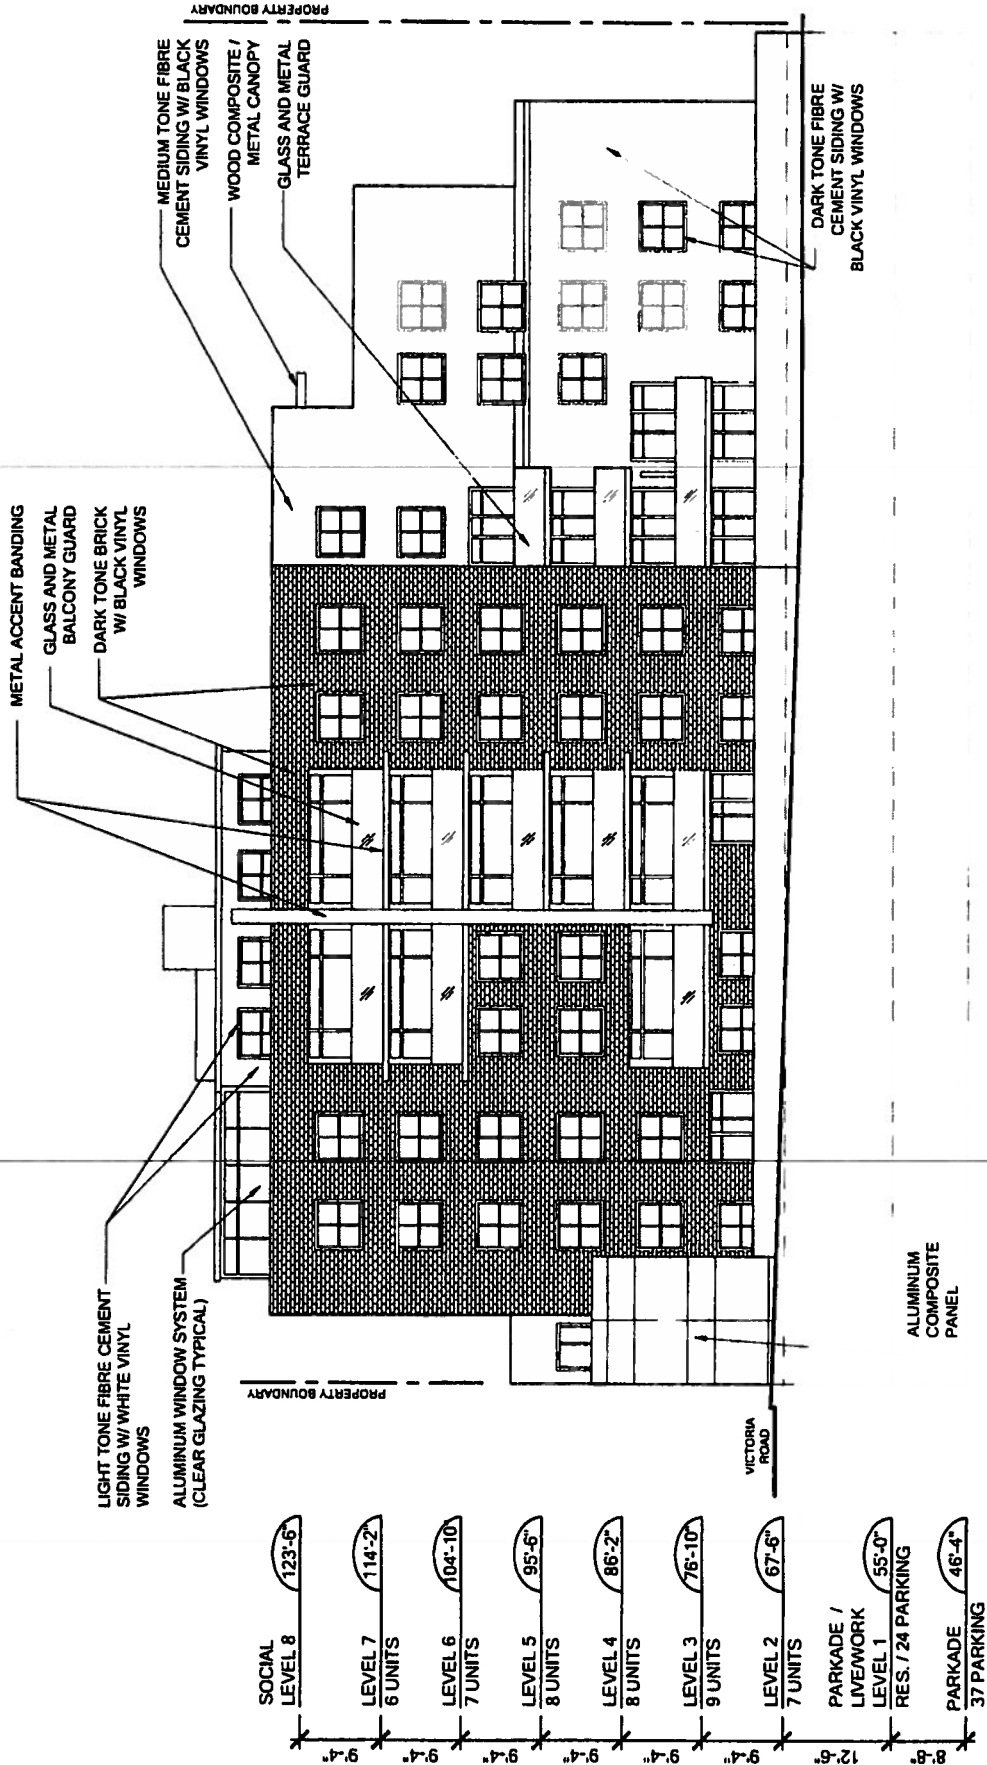 PROPERTY BOUNDARY
MEDIUM TONE FIBRE
CEMENT SIDING W/ BLACK
VINYL WINDOWS
WOOD COMPOSITE /
METAL CANOPY
GLASS AND METAL
TERRACE GUARD
DARK TONE FIBRE
CEMENT SIDING W/
BLACK VINYL WINDOWS
METAL ACCENT BANDING
GLASS AND METAL
BALCONY GUARD
DARK TONE BRICK
W/ BLACK VINYL
WINDOWS
LIGHT TONE FIBRE CEMENT
SIDING W/ WHITE VINYL
WINDOWS
ALUMINUM WINDOW SYSTEM
(CLEAR GLAZING TYPICAL)
PROPERTY BOUNDARY
VICTORIA
ROAD
ALUMINUM
COMPOSITE
PANEL
SOCIAL
LEVEL 8
123'-6"
9'-4"
LEVEL 7
6 UNITS
114'-2"
9'-4"
LEVEL 6
7 UNITS
104'-10"
9'-4"
LEVEL 5
8 UNITS
95'-6"
9'-4"
LEVEL 4
8 UNITS
86'-2"
9'-4"
LEVEL 3
9 UNITS
76'-10"
9'-4"
LEVEL 2
7 UNITS
67'-6"
12'-6"
PARKADE /
LIVE/WORK
LEVEL 1
RES. / 24 PARKING
55'-0"
8'-8"
PARKADE
37 PARKING
46'-4"